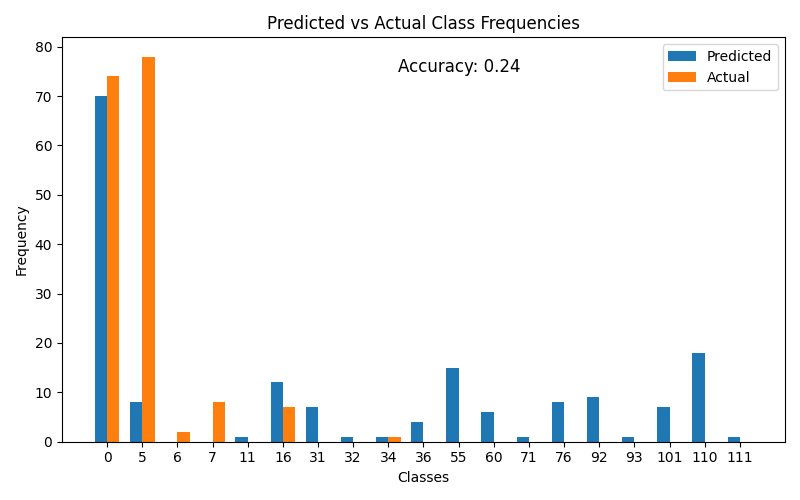 Predicted vs Actual Class Frequencies
Accuracy: 0.24
Predicted
Actual
Frequency
80
70
60
50
40
30
20
10
0
0 5 6 7 11 16 31 32 34 36 55 60 71 76 92 93 101 110 111
Classes